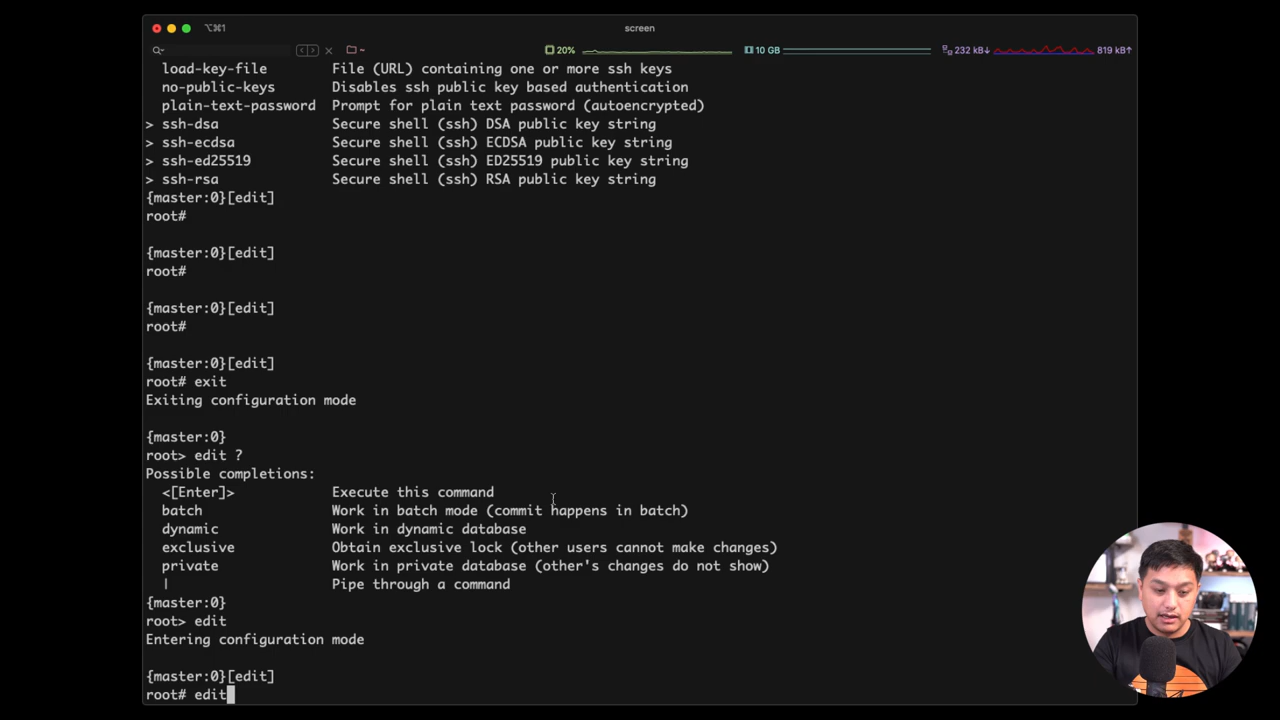 ⌥⌘1
screen
~ 20% 10 GB 232 kB↓ 819 kB↑
load-key-file File (URL) containing one or more ssh keys
no-public-keys Disables ssh public key based authentication
plain-text-password Prompt for plain text password (autoencrypted)
> ssh-dsa Secure shell (ssh) DSA public key string
> ssh-ecdsa Secure shell (ssh) ECDSA public key string
> ssh-ed25519 Secure shell (ssh) ED25519 public key string
> ssh-rsa Secure shell (ssh) RSA public key string
{master:0}[edit]
root#
{master:0}[edit]
root#
{master:0}[edit]
root#
{master:0}[edit]
root# exit
Exiting configuration mode
{master:0}
root> edit ?
Possible completions:
<[Enter]> Execute this command
batch Work in batch mode (commit happens in batch)
dynamic Work in dynamic database
exclusive Obtain exclusive lock (other users cannot make changes)
private Work in private database (other's changes do not show)
| Pipe through a command
{master:0}
root> edit
Entering configuration mode
{master:0}[edit]
root# edit